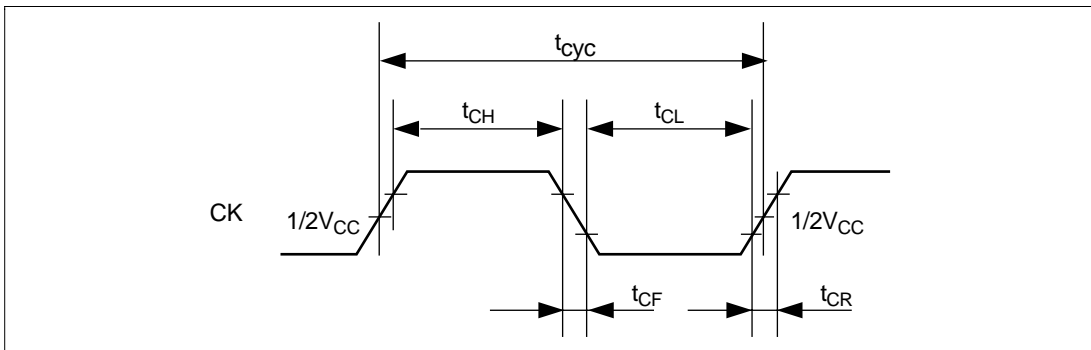 tcyc
tCH
tCL
CK
1/2VCC
1/2VCC
tCF
tCR